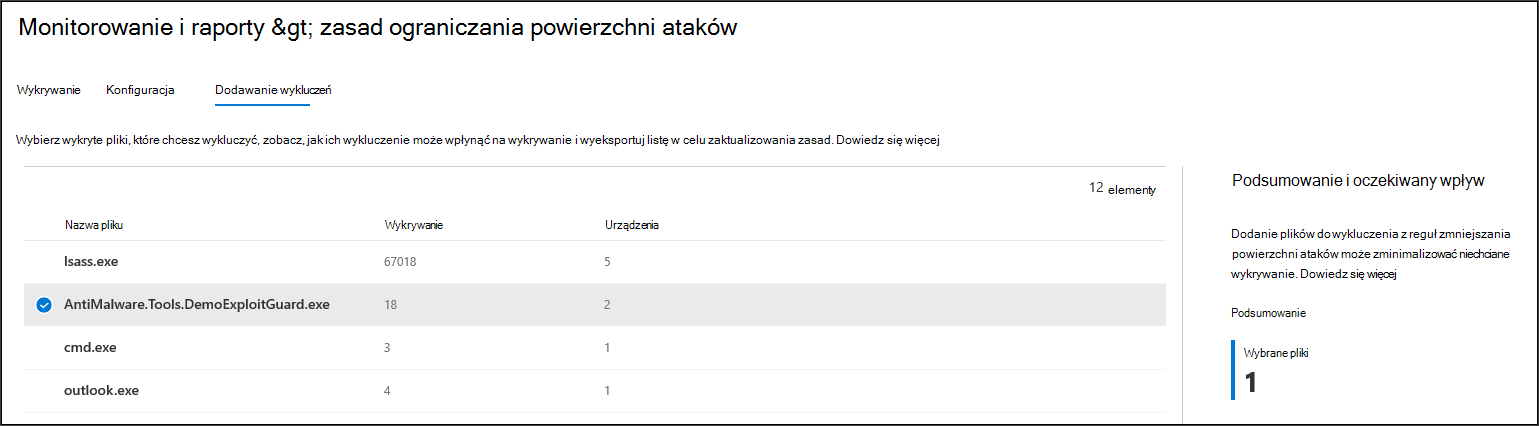 Monitorowanie i raporty &gt; zasad ograniczania powierzchni ataków
Wykrywanie Konfiguracja Dodawanie wykluczeń
Wybierz wykryte pliki, które chcesz wykluczyć, zobacz, jak ich wykluczenie może wpłynąć na wykrywanie i wyeksportuj listę w celu zaktualizowania zasad. Dowiedz się więcej
12 elementy
Nazwa pliku Wykrywanie Urządzenia
lsass.exe 67018 5
AntiMalware.Tools.DemoExploitGuard.exe 18 2
cmd.exe 3 1
outlook.exe 4 1
Podsumowanie i oczekiwany wpływ
Dodanie plików do wykluczenia z reguł zmniejszania
powierzchni ataków może zminimalizować niechciane
wykrywanie. Dowiedz się więcej
Podsumowanie
Wybrane pliki
1